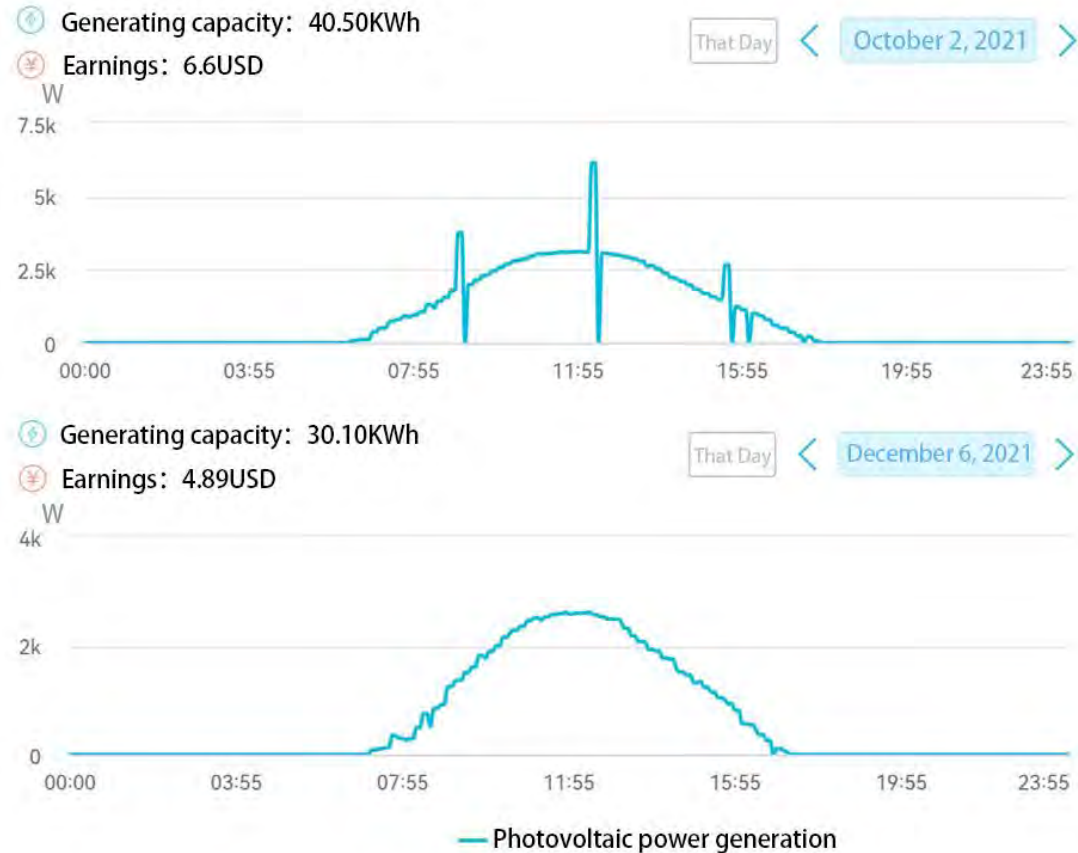 Generating capacity: 40.50KWh
That Day
October 2, 2021
Earnings: 6.6USD
W
7.5k
5k
2.5k
0
00:00 03:55 07:55 11:55 15:55 19:55 23:55
Generating capacity: 30.10KWh
That Day
December 6, 2021
Earnings: 4.89USD
W
4k
2k
0
00:00 03:55 07:55 11:55 15:55 19:55 23:55
Photovoltaic power generation